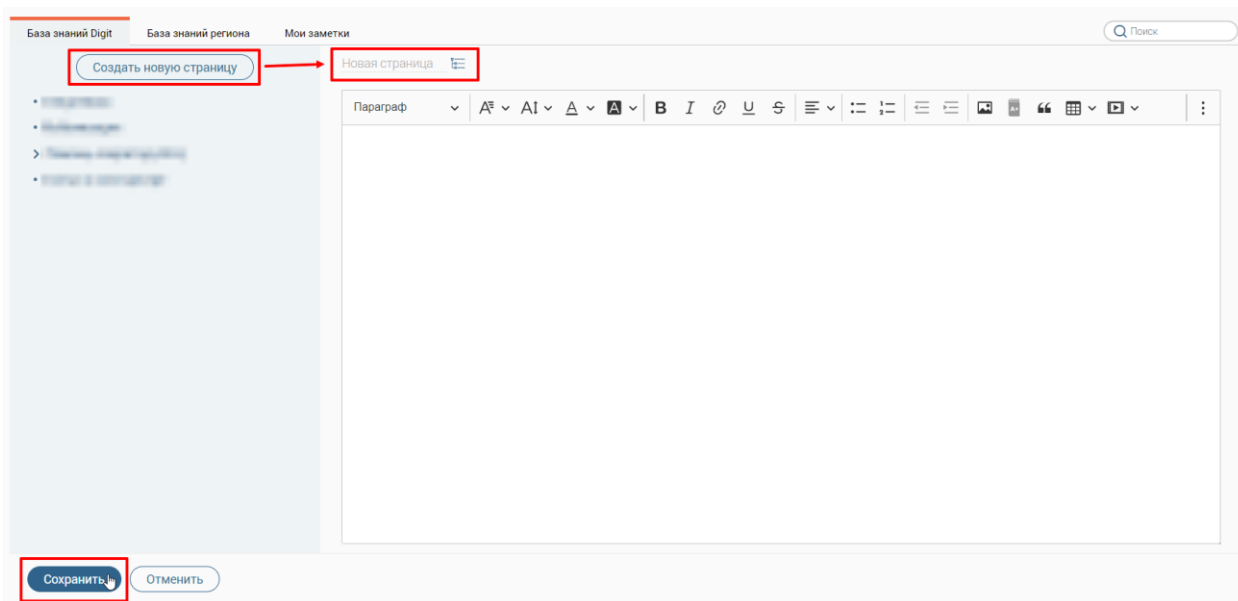 База знаний Digit База знаний региона Мои заметки Поиск
Создать новую страницу Новая страница
Параграф
Сохранить Отменить